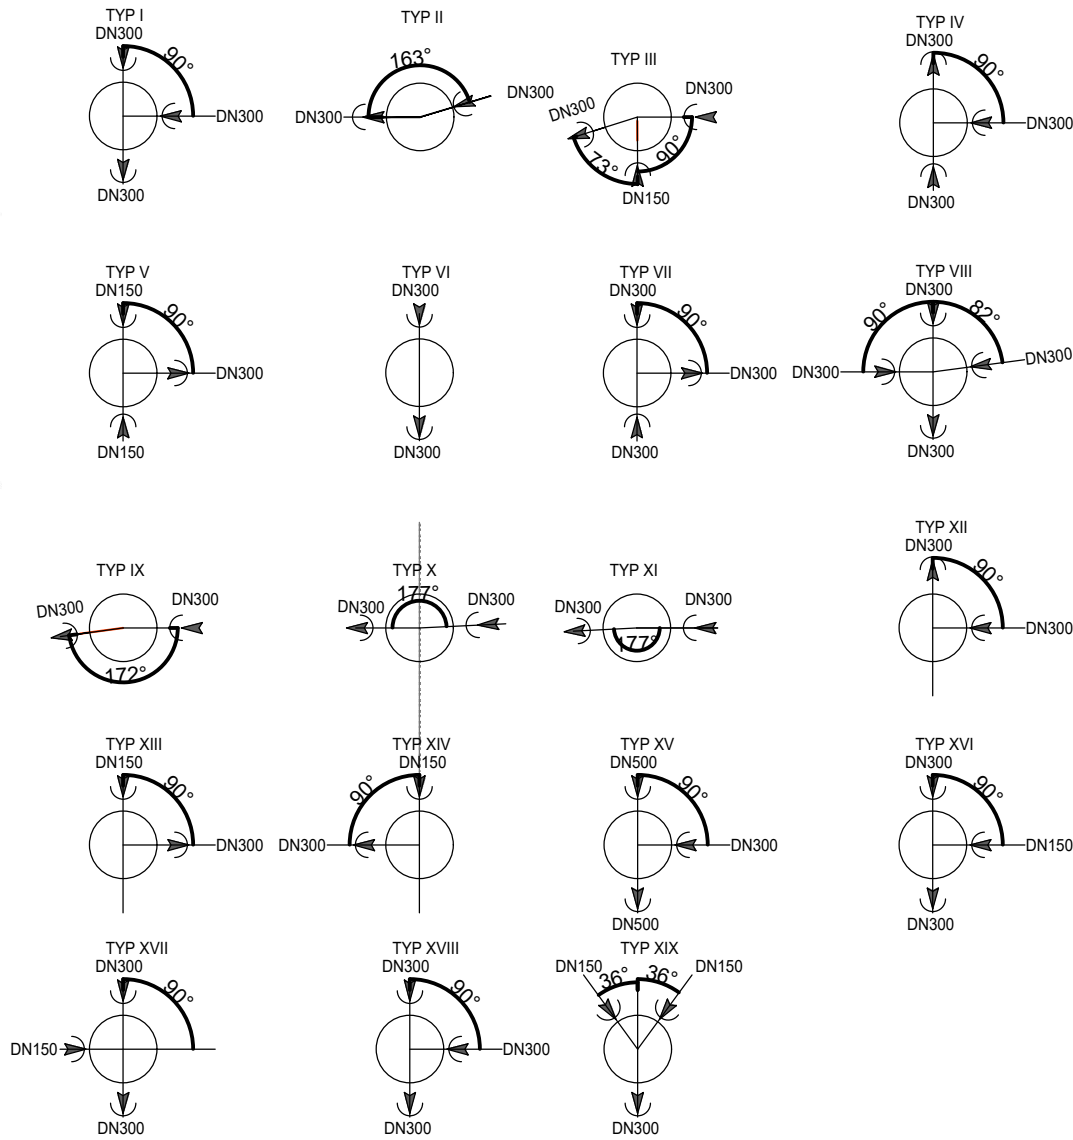 TYP I
DN300
90°
DN300
DN300
TYP II
163°
DN300
DN300
TYP III
DN300
DN300
73°
90°
DN150
TYP IV
DN300
90°
DN300
DN300
TYP V
DN150
90°
DN300
DN150
TYP VI
DN300
DN300
TYP VII
DN300
90°
DN300
DN300
TYP VIII
DN300
90°
82°
DN300
DN300
DN300
TYP IX
DN300
DN300
172°
TYP X
177°
DN300
DN300
TYP XI
DN300
DN300
177°
TYP XII
DN300
90°
DN300
TYP XIII
DN150
90°
DN300
TYP XIV
DN150
90°
DN300
TYP XV
DN500
90°
DN300
DN500
TYP XVI
DN300
90°
DN150
DN300
TYP XVII
DN300
90°
DN150
DN300
TYP XVIII
DN300
90°
DN300
DN300
TYP XIX
DN150
36°
36°
DN150
DN300